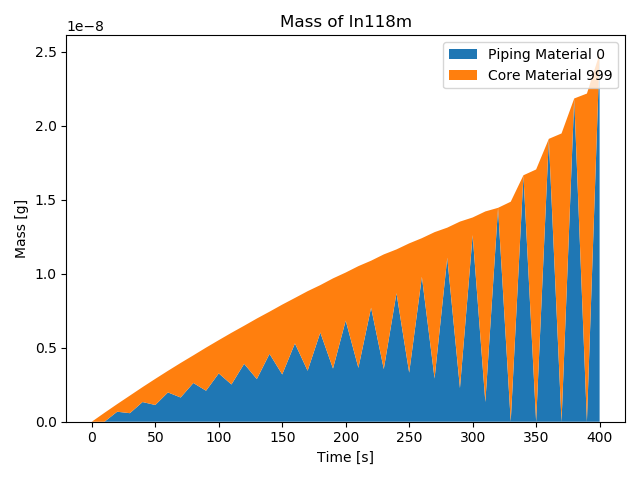 Mass of In118m
1e−8
Piping Material 0
Core Material 999
2.5
2.0
1.5
1.0
0.5
0.0
Mass [g]
0 50 100 150 200 250 300 350 400
Time [s]